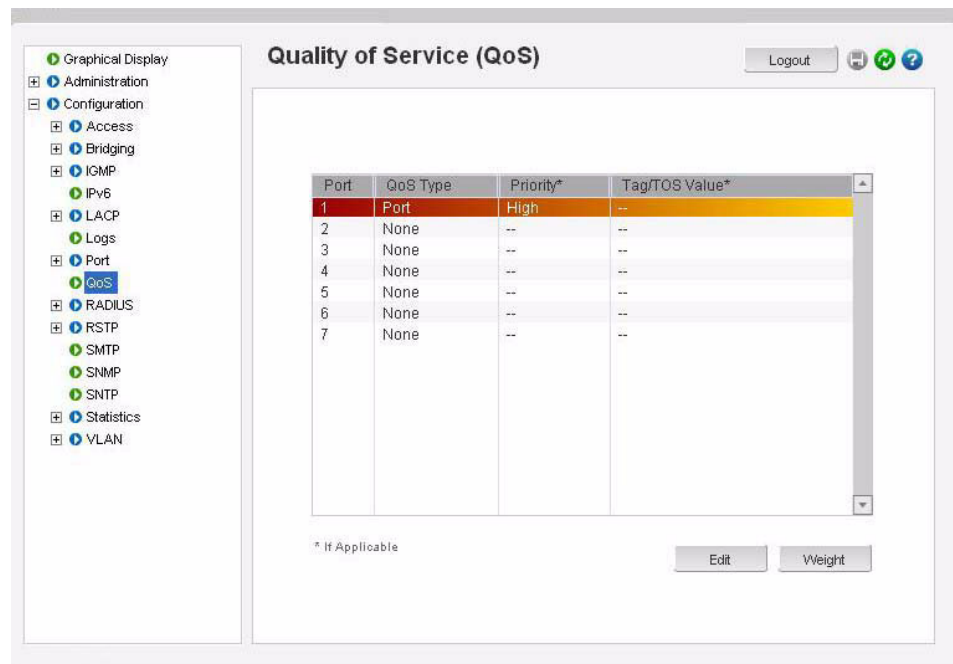 Graphical Display
Administration
Configuration
Access
Bridging
IGMP
IPv6
LACP
Logs
Port
QoS
RADIUS
RSTP
SMTP
SNMP
SNTP
Statistics
VLAN
Quality of Service (QoS)
Logout
Port QoS Type Priority* Tag/TOS Value*
1 Port High --
2 None -- --
3 None -- --
4 None -- --
5 None -- --
6 None -- --
7 None -- --
* If Applicable
Edit Weight